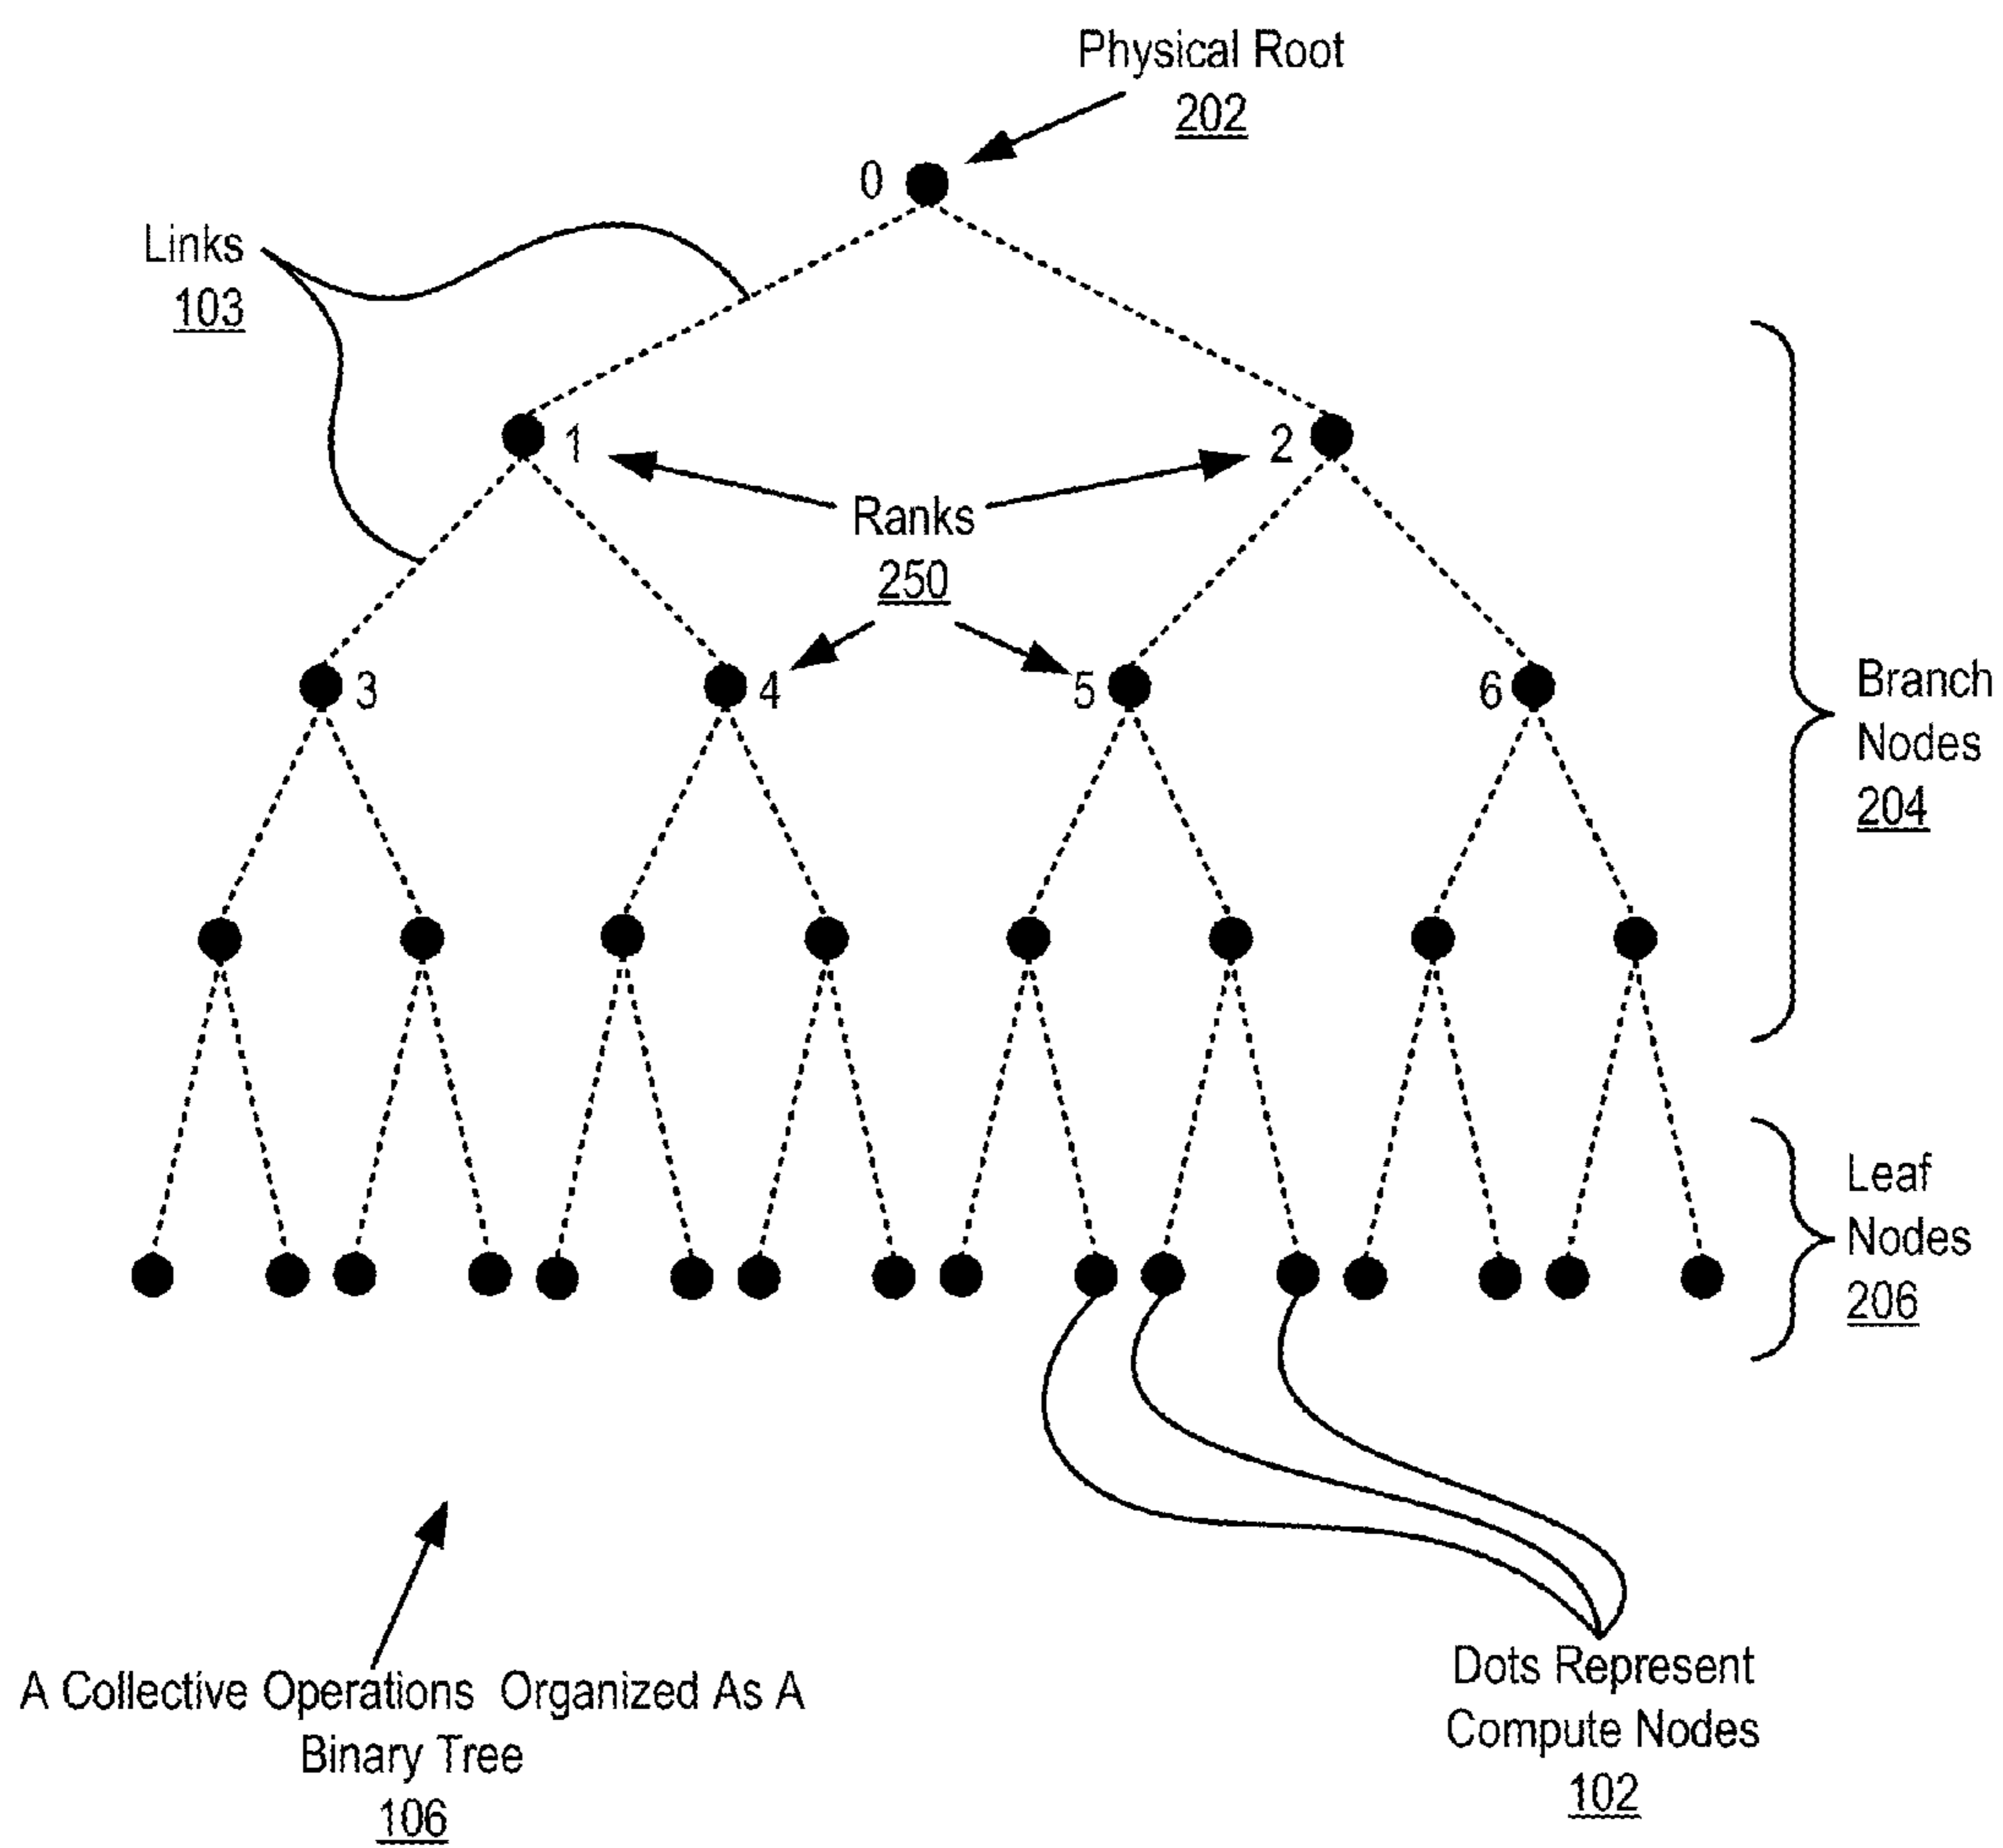 Physical Root
202
0
Links
103
1
2
Ranks
250
3
4
5
6
Branch
Nodes
204
Leaf
Nodes
206
A Collective Operations Organized As A
Binary Tree
106
Dots Represent
Compute Nodes
102